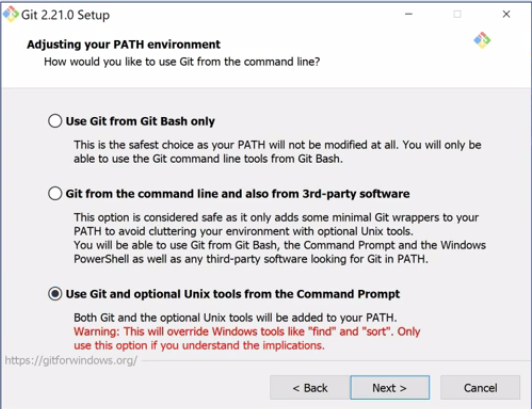 Git 2.21.0 Setup
Adjusting your PATH environment
How would you like to use Git from the command line?
Use Git from Git Bash only
This is the safest choice as your PATH will not be modified at all. You will only be
able to use the Git command line tools from Git Bash.
Git from the command line and also from 3rd-party software
This option is considered safe as it only adds some minimal Git wrappers to your
PATH to avoid cluttering your environment with optional Unix tools.
You will be able to use Git from Git Bash, the Command Prompt and the Windows
PowerShell as well as any third-party software looking for Git in PATH.
Use Git and optional Unix tools from the Command Prompt
Both Git and the optional Unix tools will be added to your PATH.
Warning: This will override Windows tools like "find" and "sort". Only
use this option if you understand the implications.
https://gitforwindows.org/
< Back Next > Cancel